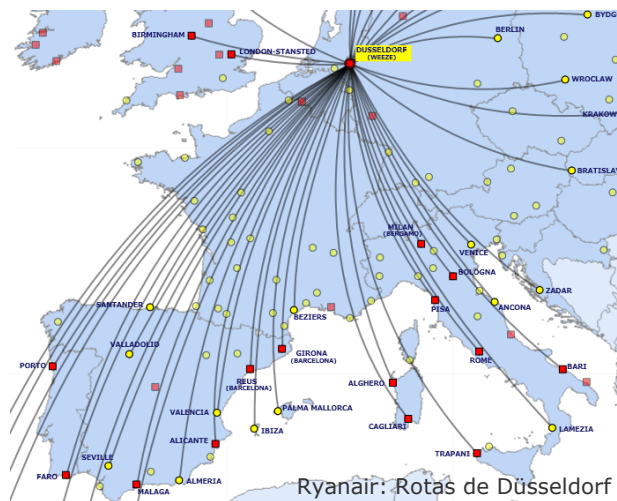 BYDG
BIRMINGHAM
BERLIN
LONDON-STANSTED
DUSSELDORF
(WEEZE)
WROCLAW
KRAKOW
BRATISLAV
MILAN
(BERGAMO)
VENICE
BOLOGNA
ZADAR
SANTANDER
PISA
ANCONA
BEZIERS
VALLADOLID
GIRONA
(BARCELONA)
PORTO
ROME
BARI
REUS
(BARCELONA)
ALGHERO
PALMA MALLORCA
VALENCIA
CAGLIARI
IBIZA
LAMEZIA
ALICANTE
TRAPANI
SEVILLE
FARO
ALMERIA
MALAGA
Ryanair: Rotas de Düsseldorf